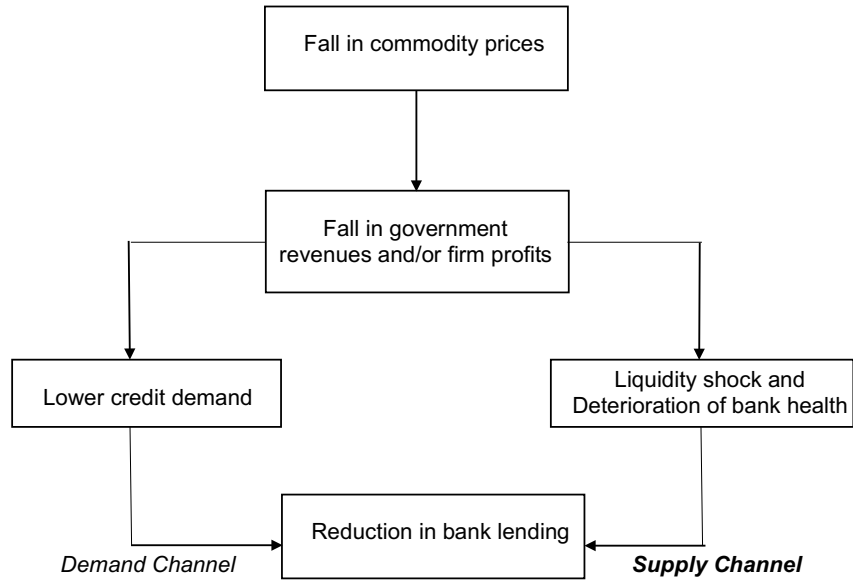 Fall in commodity prices
Fall in government
revenues and/or firm profits
Lower credit demand
Liquidity shock and
Deterioration of bank health
Reduction in bank lending
Demand Channel
Supply Channel